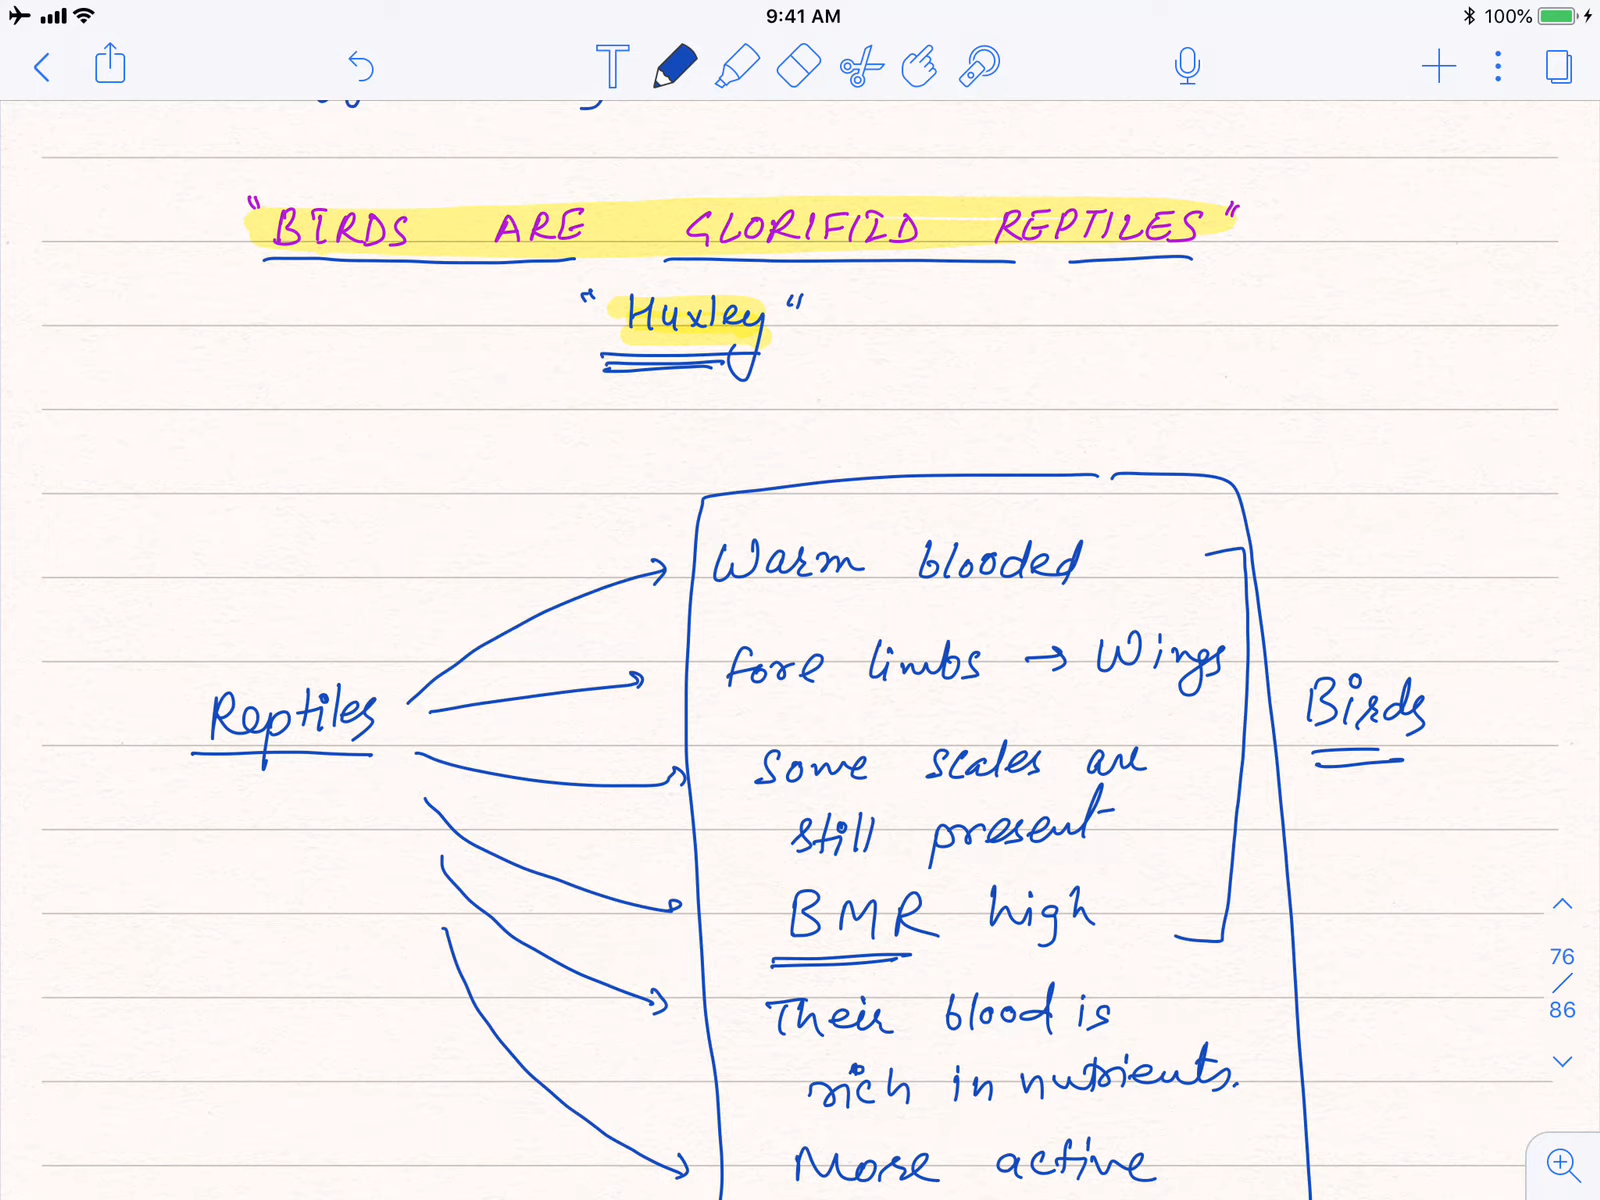 9:41 AM
100%
"BIRDS ARE GLORIFIED REPTILES"
"Huxley"
Warm blooded
fore limbs → Wings
Reptiles
Birds
Some scales are
still present
BMR high
76
/
86
Their blood is
rich in nutrients.
More active